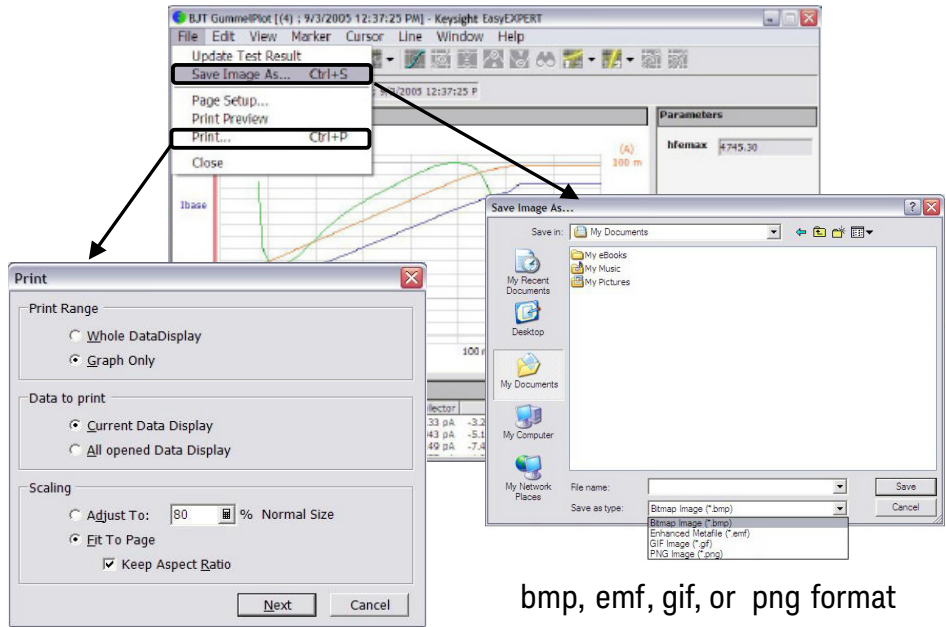 BJT GummelPlot [(4) ; 9/3/2005 12:37:25 PM] - Keysight EasyEXPERT
File Edit View Marker Cursor Line Window Help
Update Test Result
Save Image As... Ctrl+S
Page Setup...
Print Preview
Print... Ctrl+P
Close
9/3/2005 12:37:25 P
Parameters
hfemax 4745.30
(A)
100 m
Ibase
100
33 pA -3.2
043 pA -5.1
49 pA -7.4
Print
Print Range
Whole DataDisplay
Graph Only
Data to print
Current Data Display
All opened Data Display
Scaling
Adjust To: 80 % Normal Size
Fit To Page
Keep Aspect Ratio
Next Cancel
Save Image As...
Save in: My Documents
My Recent
Documents
Desktop
My Documents
My Computer
My Network
Places
My eBooks
My Music
My Pictures
File name:
Save
Save as type: Bitmap Image (*.bmp)
Cancel
Bitmap Image (*.bmp)
Enhanced Metafile (*.emf)
GIF Image (*.gif)
PNG Image (*.png)
bmp, emf, gif, or png format